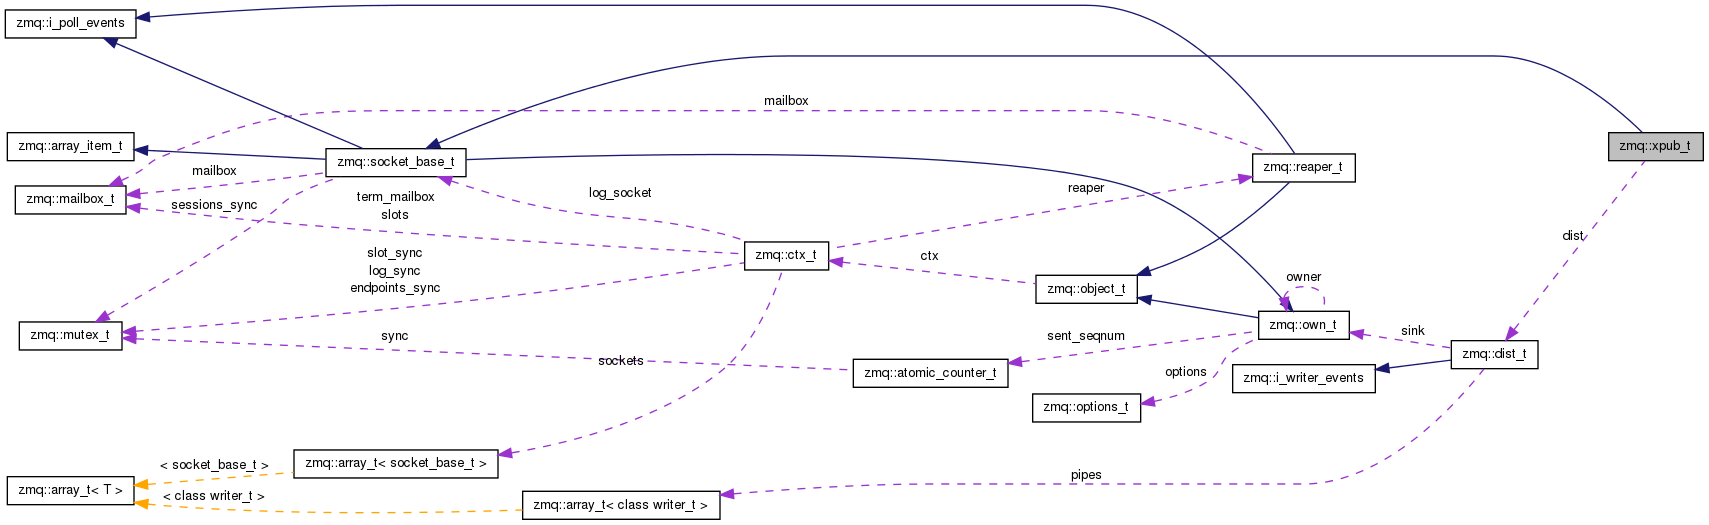 zmq::i_poll_events
mailbox
zmq::array_item_t
zmq::socket_base_t
zmq::xpub_t
zmq::reaper_t
mailbox
zmq::mailbox_t
sessions_sync
term_mailbox
slots
log_socket
reaper
dist
slot_sync
log_sync
endpoints_sync
zmq::ctx_t
ctx
zmq::object_t
owner
zmq::own_t
zmq::mutex_t
sync
sockets
sent_seqnum
sink
zmq::dist_t
zmq::atomic_counter_t
options
zmq::i_writer_events
zmq::options_t
zmq::array_t< socket_base_t >
< socket_base_t >
zmq::array_t< T >
< class writer_t >
zmq::array_t< class writer_t >
pipes